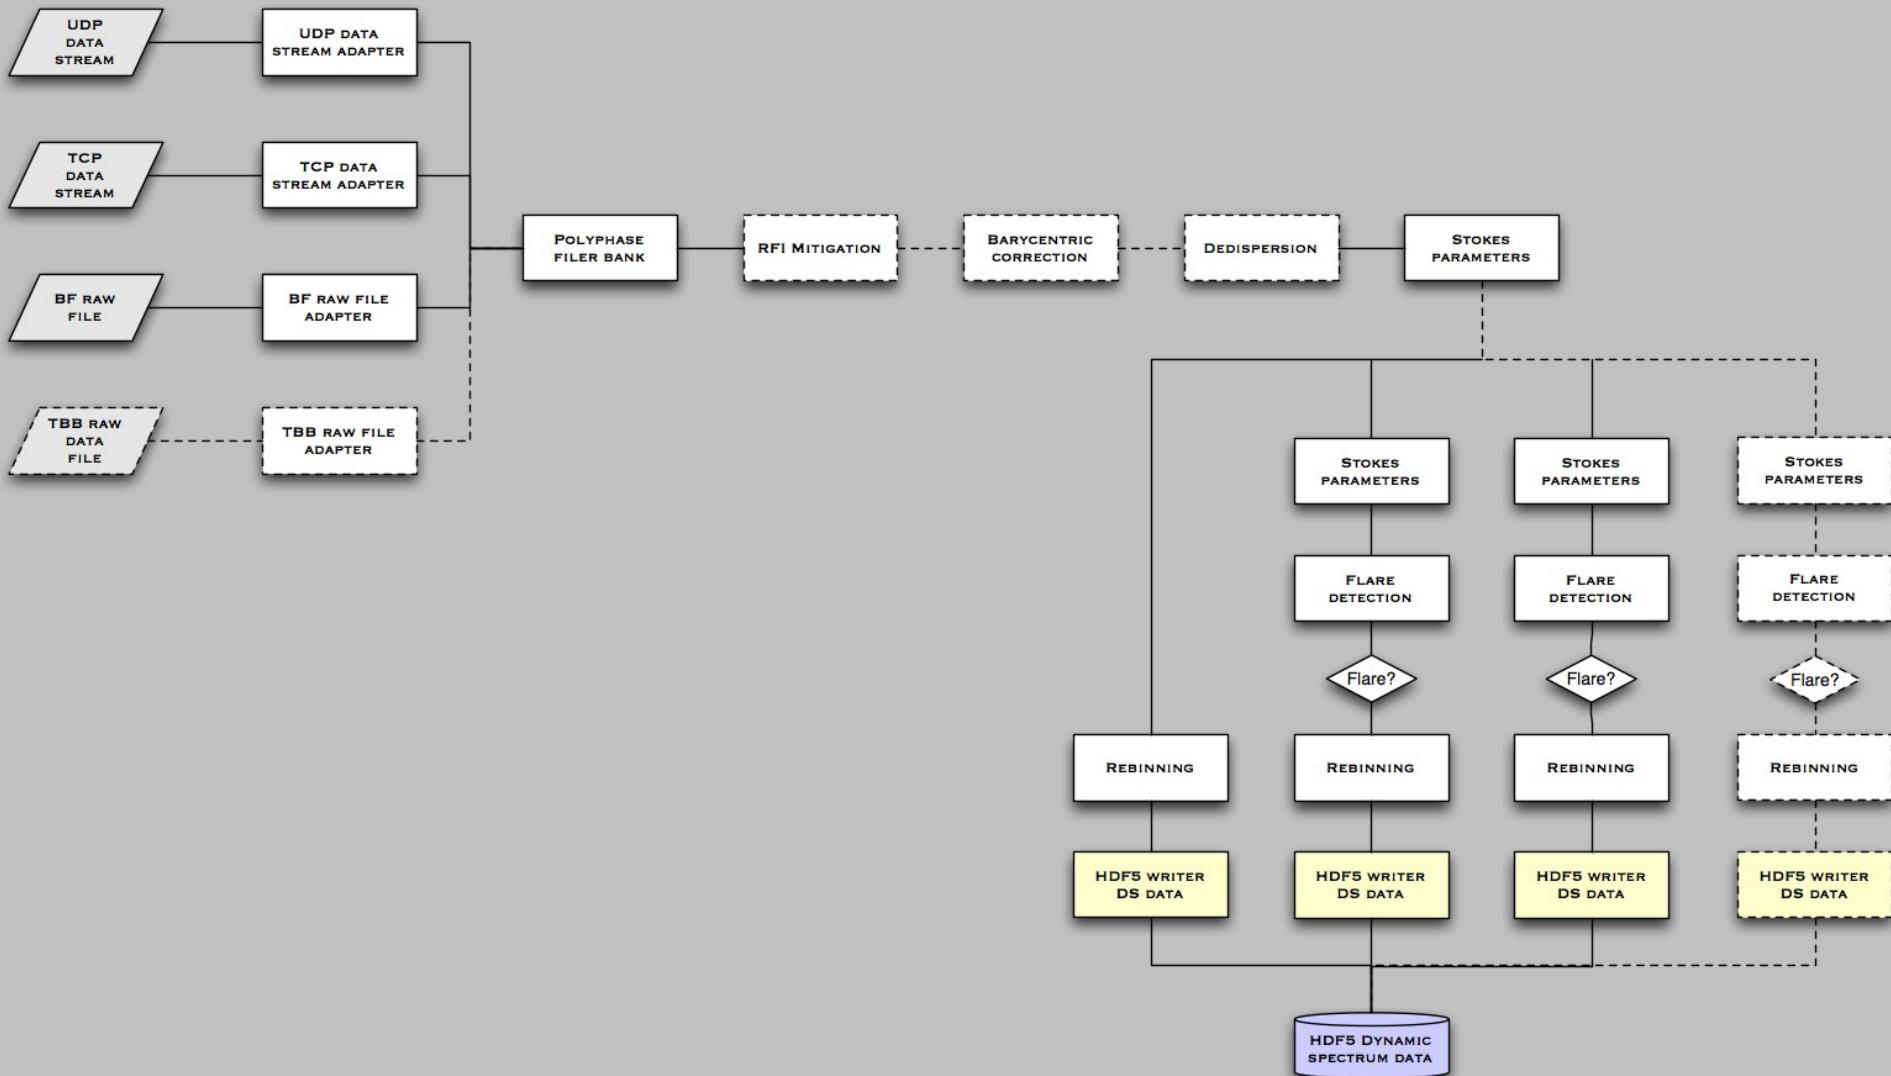 UDP
DATA
STREAM
UDP DATA
STREAM ADAPTER
TCP
DATA
STREAM
TCP DATA
STREAM ADAPTER
BF RAW
FILE
BF RAW FILE
ADAPTER
TBB RAW
DATA
FILE
TBB RAW FILE
ADAPTER
POLYPHASE
FILER BANK
RFI MITIGATION
BARYCENTRIC
CORRECTION
DEDISPERSION
STOKES
PARAMETERS
STOKES
PARAMETERS
STOKES
PARAMETERS
STOKES
PARAMETERS
FLARE
DETECTION
FLARE
DETECTION
FLARE
DETECTION
Flare?
Flare?
Flare?
REBINNING
REBINNING
REBINNING
REBINNING
HDF5 WRITER
DS DATA
HDF5 WRITER
DS DATA
HDF5 WRITER
DS DATA
HDF5 WRITER
DS DATA
HDF5 DYNAMIC
SPECTRUM DATA